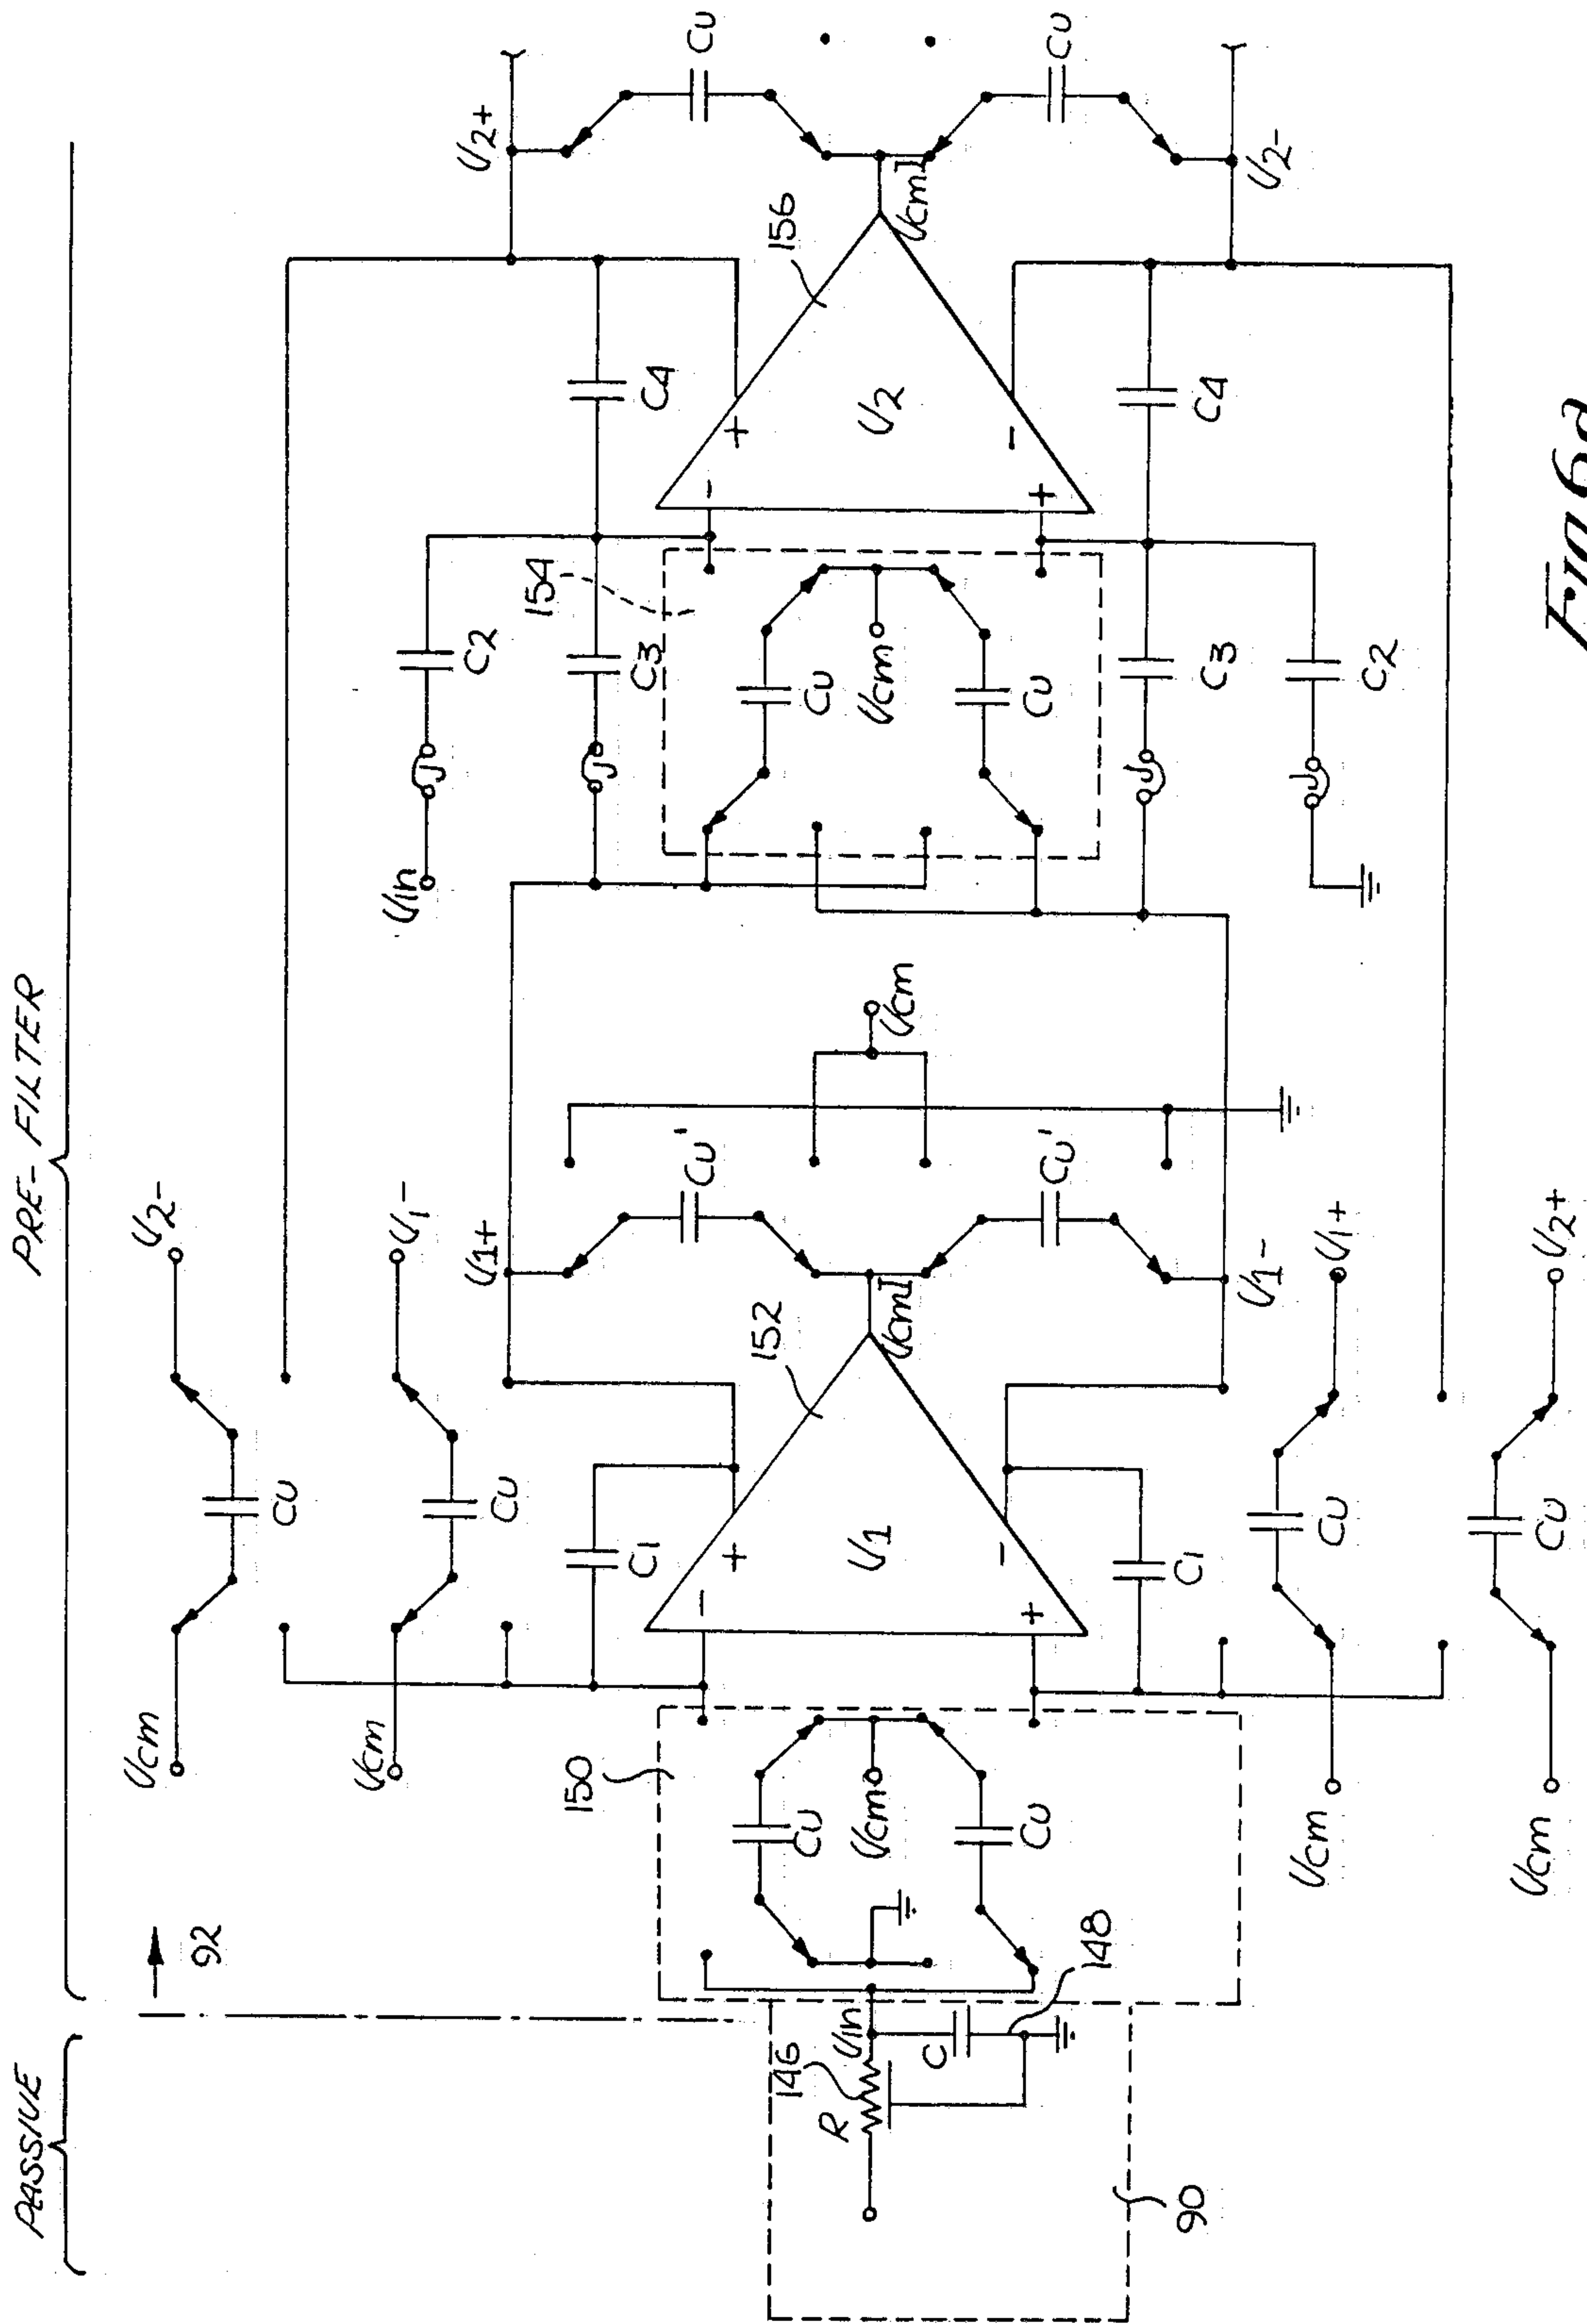 PASSIVE
PRE-FILTER
92
Vcm
CU
V2-
Vcm
CU
V1-
150
C1
152
V1+
CU'
Vin
C2
154
C3
C4
156
V2+
CU
146
R
Vin
C
148
90
CU
Vcm
CU
-
+
V1
+
-
VcmI
Vcm
CU
Vcm
CU
-
+
V2
+
-
VcmI
C1
V1-
CU'
C3
C2
C4
V2-
CU
Vcm
CU
V1+
Vcm
CU
V2+
Fig 6a